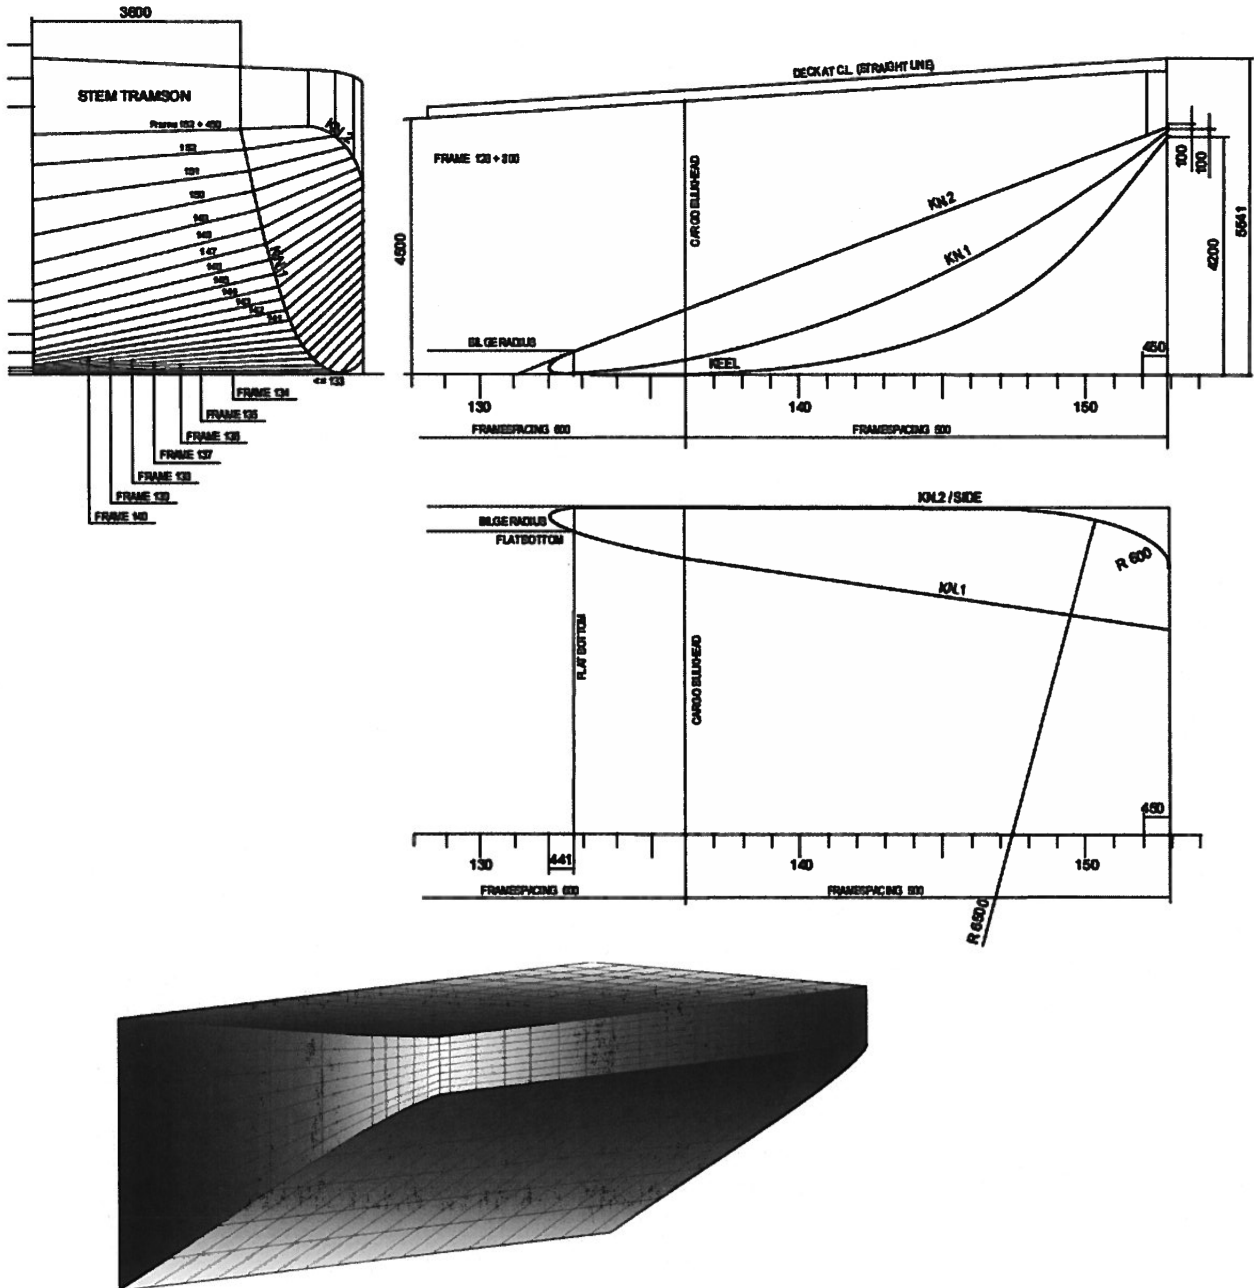 3600
STEM TRAMSON
Frame 152 + 450
KN.2
152
151
150
149
148
147
146
145
144
143
142
141
KN.1
133
FRAME 134
FRAME 135
FRAME 136
FRAME 137
FRAME 138
FRAME 139
FRAME 140
DECK AT C.L. (STRAIGHT LINE)
FRAME 128 + 300
CARGO BULKHEAD
KN.2
KN.1
KEEL
4600
BILGE RADIUS
100
100
4200
5541
450
130
140
150
FRAMESPACING 600
FRAMESPACING 500
KN.2 / SIDE
BILGE RADIUS
FLAT BOTTOM
R 600
KN.1
FLAT BOTTOM
CARGO BULKHEAD
450
130
441
140
150
FRAMESPACING 600
FRAMESPACING 500
R 6500